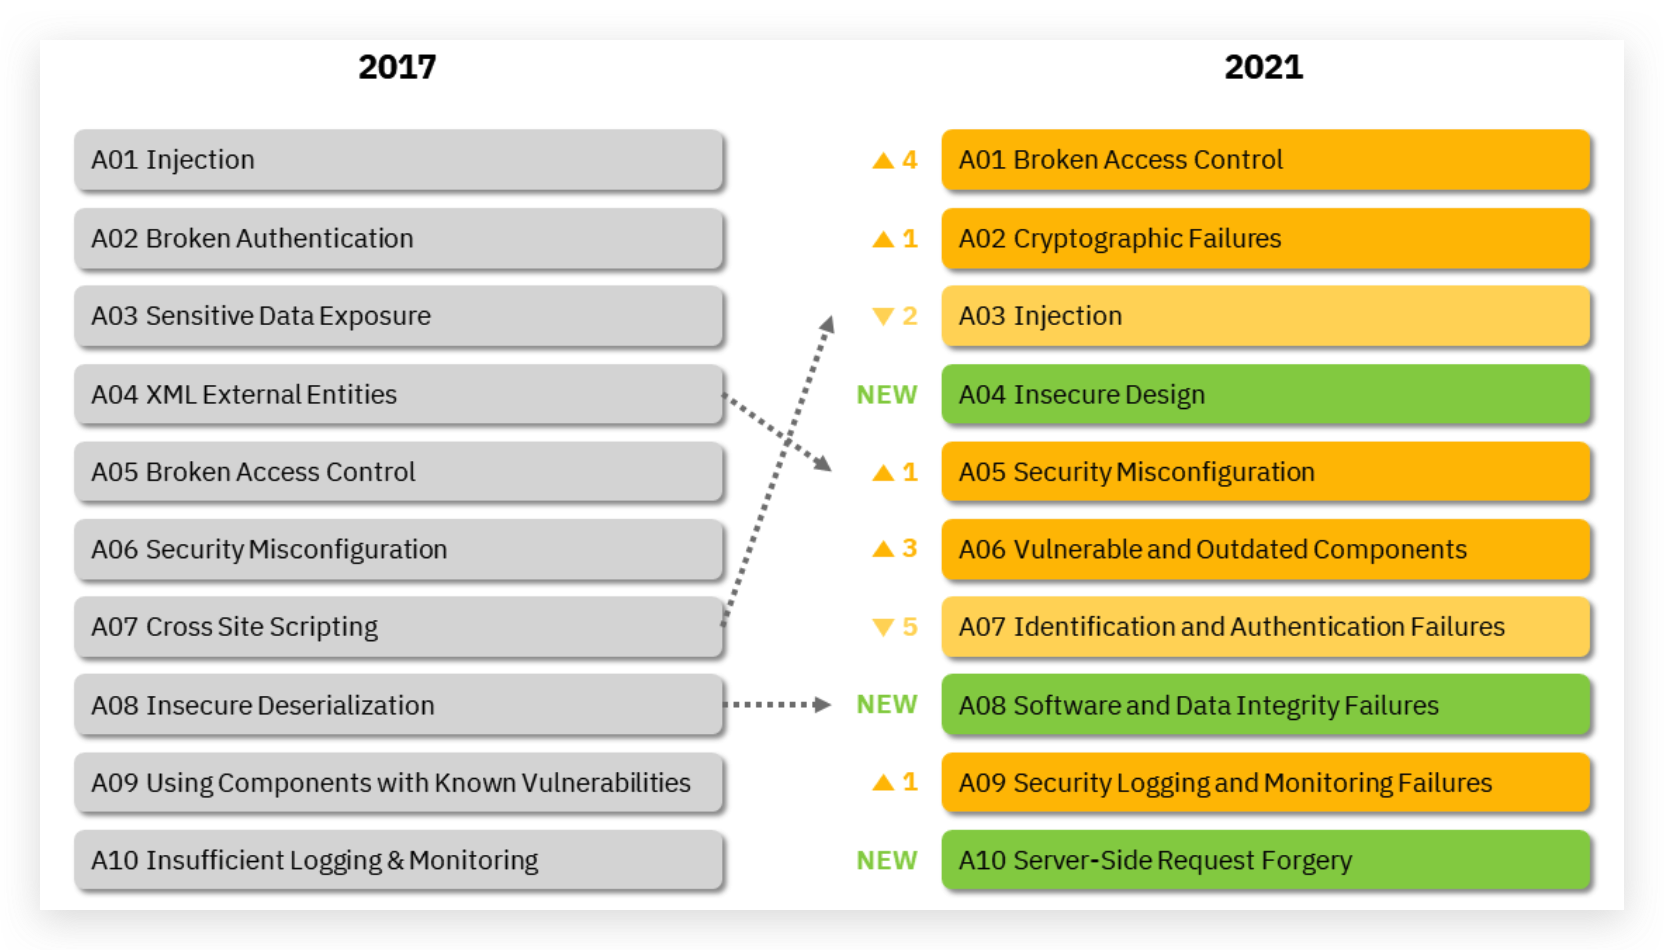 2017
2021
A01 Injection
▲ 4
A01 Broken Access Control
A02 Broken Authentication
▲ 1
A02 Cryptographic Failures
A03 Sensitive Data Exposure
▼ 2
A03 Injection
A04 XML External Entities
NEW
A04 Insecure Design
A05 Broken Access Control
▲ 1
A05 Security Misconfiguration
A06 Security Misconfiguration
▲ 3
A06 Vulnerable and Outdated Components
A07 Cross Site Scripting
▼ 5
A07 Identification and Authentication Failures
A08 Insecure Deserialization
NEW
A08 Software and Data Integrity Failures
A09 Using Components with Known Vulnerabilities
▲ 1
A09 Security Logging and Monitoring Failures
A10 Insufficient Logging & Monitoring
NEW
A10 Server-Side Request Forgery